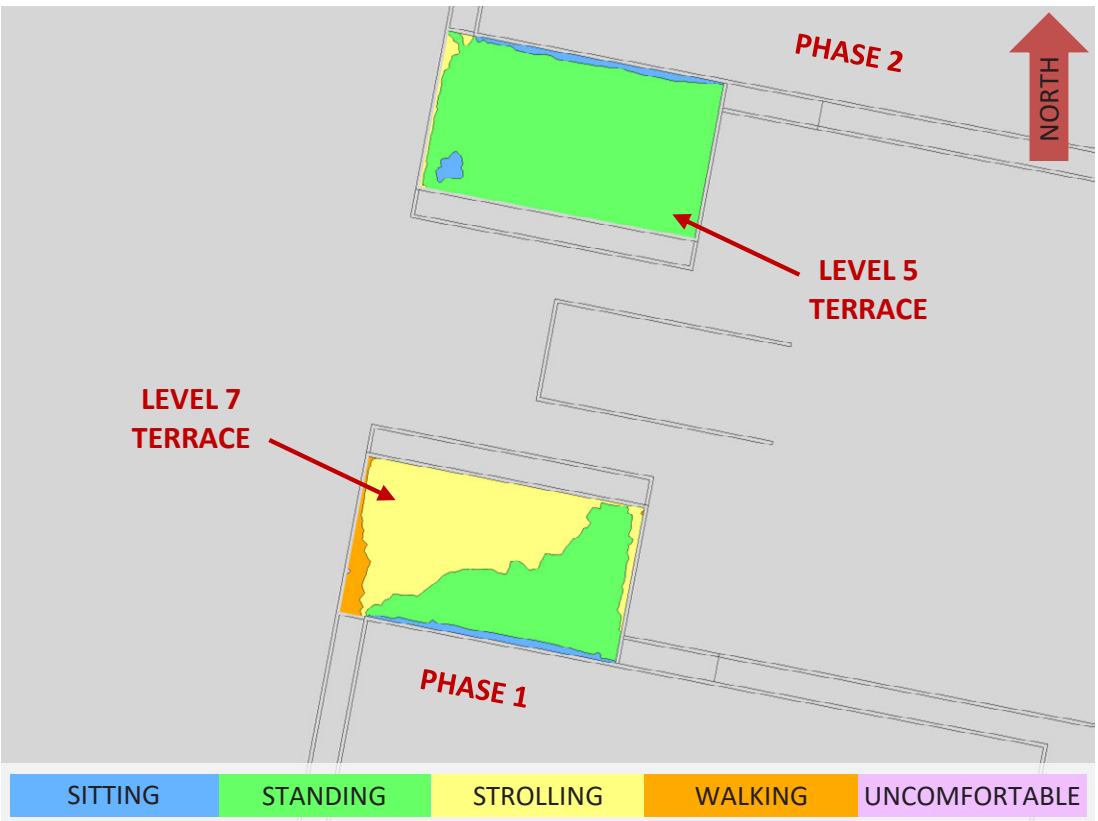 PHASE 2
NORTH
LEVEL 5
TERRACE
LEVEL 7
TERRACE
PHASE 1
SITTING
STANDING
STROLLING
WALKING
UNCOMFORTABLE